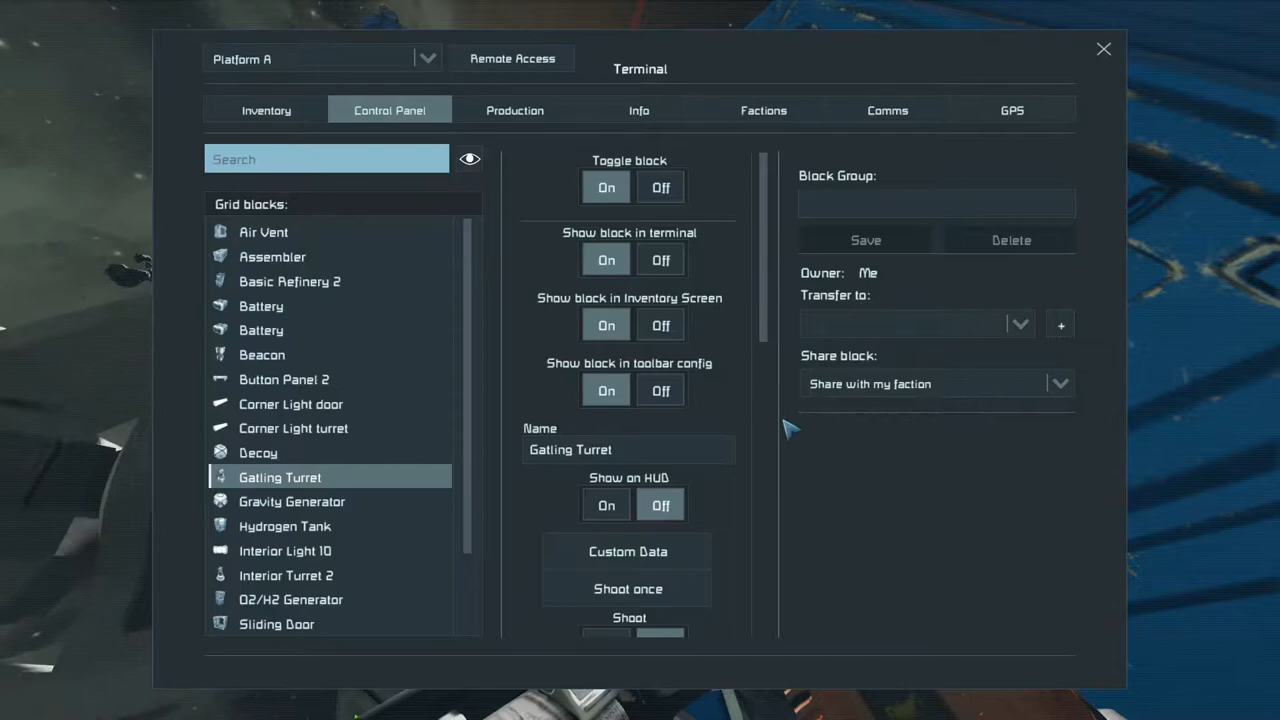 Platform A
Remote Access
Terminal
Inventory
Control Panel
Production
Info
Factions
Comms
GPS
Search
Grid blocks:
Air Vent
Assembler
Basic Refinery 2
Battery
Battery
Beacon
Button Panel 2
Corner Light door
Corner Light turret
Decoy
Gatling Turret
Gravity Generator
Hydrogen Tank
Interior Light 10
Interior Turret 2
O2/H2 Generator
Sliding Door
Toggle block
On Off
Show block in terminal
On Off
Show block in Inventory Screen
On Off
Show block in toolbar config
On Off
Name
Gatling Turret
Show on HUD
On Off
Custom Data
Shoot once
Shoot
Block Group:
Save
Delete
Owner: Me
Transfer to:
+
Share block:
Share with my faction